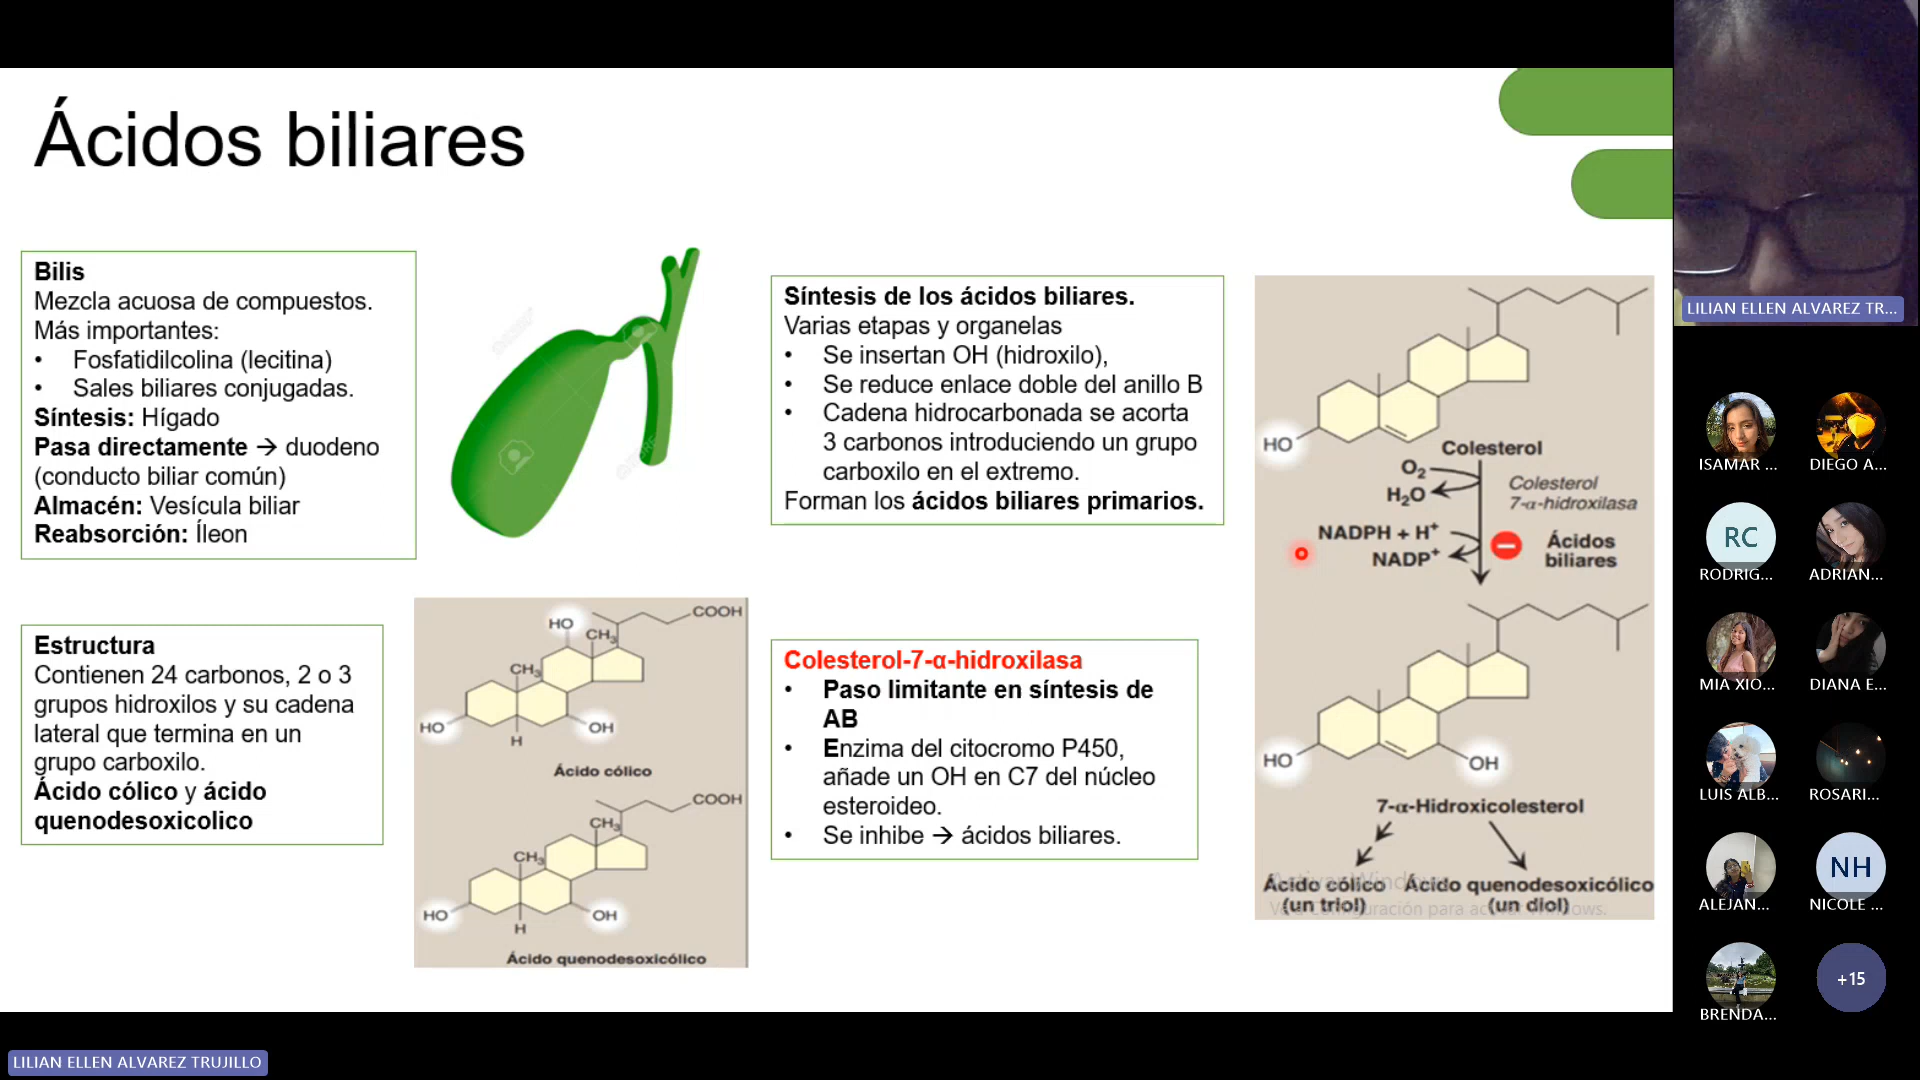 Ácidos biliares
Bilis
Mezcla acuosa de compuestos.
Más importantes:
• Fosfatidilcolina (lecitina)
• Sales biliares conjugadas.
Síntesis: Hígado
Pasa directamente → duodeno
(conducto biliar común)
Almacén: Vesícula biliar
Reabsorción: Íleon
Síntesis de los ácidos biliares.
Varias etapas y organelas
• Se insertan OH (hidroxilo),
• Se reduce enlace doble del anillo B
• Cadena hidrocarbonada se acorta
3 carbonos introduciendo un grupo
carboxilo en el extremo.
Forman los ácidos biliares primarios.
Estructura
Contienen 24 carbonos, 2 o 3
grupos hidroxilos y su cadena
lateral que termina en un
grupo carboxilo.
Ácido cólico y ácido
quenodesoxicolico
HO
COOH
CH₃
CH₃
HO
OH
H
Ácido cólico
COOH
CH₃
CH₃
HO
OH
H
Ácido quenodesoxicólico
Colesterol-7-α-hidroxilasa
• Paso limitante en síntesis de
AB
• Enzima del citocromo P450,
añade un OH en C7 del núcleo
esteroideo.
• Se inhibe → ácidos biliares.
HO
Colesterol
O₂
H₂O
Colesterol
7-α-hidroxilasa
NADPH + H⁺
NADP⁺
Ácidos
biliares
HO
OH
7-α-Hidroxicolesterol
Ácido cólico
(un triol)
Ácido quenodesoxicólico
(un diol)
LILIAN ELLEN ALVAREZ TR...
ISAMAR ...
DIEGO A...
RC
RODRIG...
ADRIAN...
MIA XIO...
DIANA E...
LUIS ALB...
ROSARI...
ALEJAN...
NH
NICOLE ...
BRENDA...
+15
LILIAN ELLEN ALVAREZ TRUJILLO